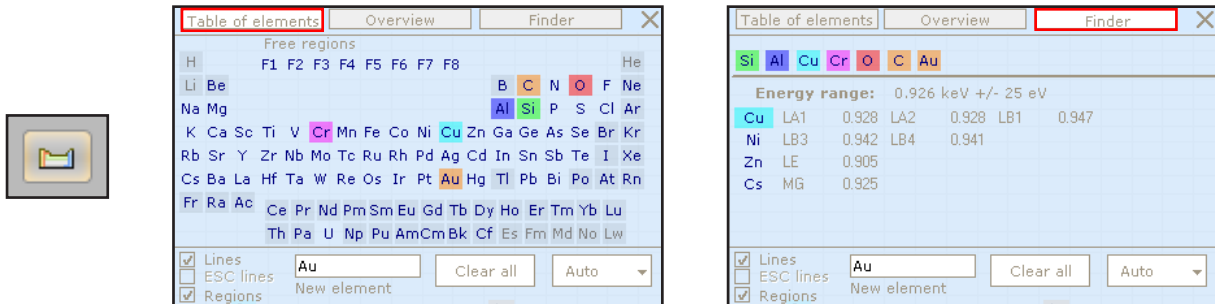 Table of elements Overview Finder X
Free regions
H F1 F2 F3 F4 F5 F6 F7 F8 He
Li Be B C N O F Ne
Na Mg Al Si P S Cl Ar
K Ca Sc Ti V Cr Mn Fe Co Ni Cu Zn Ga Ge As Se Br Kr
Rb Sr Y Zr Nb Mo Tc Ru Rh Pd Ag Cd In Sn Sb Te I Xe
Cs Ba La Hf Ta W Re Os Ir Pt Au Hg Tl Pb Bi Po At Rn
Fr Ra Ac
Ce Pr Nd Pm Sm Eu Gd Tb Dy Ho Er Tm Yb Lu
Th Pa U Np Pu Am Cm Bk Cf Es Fm Md No Lw
Lines
ESC lines
Regions
Au
New element
Clear all
Auto
Table of elements Overview Finder X
Si Al Cu Cr O C Au
Energy range: 0.926 keV +/- 25 eV
Cu LA1 0.928 LA2 0.928 LB1 0.947
Ni LB3 0.942 LB4 0.941
Zn LE 0.905
Cs MG 0.925
Lines
ESC lines
Regions
Au
New element
Clear all
Auto